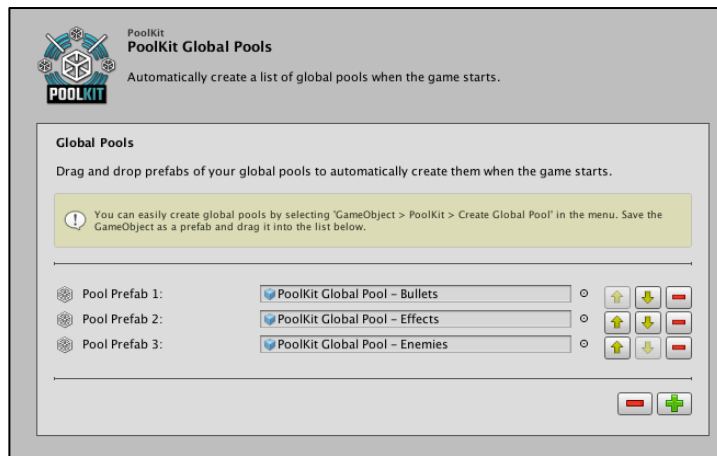 PoolKit
PoolKit Global Pools
Automatically create a list of global pools when the game starts.
POOLKIT
Global Pools
Drag and drop prefabs of your global pools to automatically create them when the game starts.
You can easily create global pools by selecting 'GameObject > PoolKit > Create Global Pool' in the menu. Save the
GameObject as a prefab and drag it into the list below.
Pool Prefab 1: PoolKit Global Pool – Bullets
Pool Prefab 2: PoolKit Global Pool – Effects
Pool Prefab 3: PoolKit Global Pool – Enemies